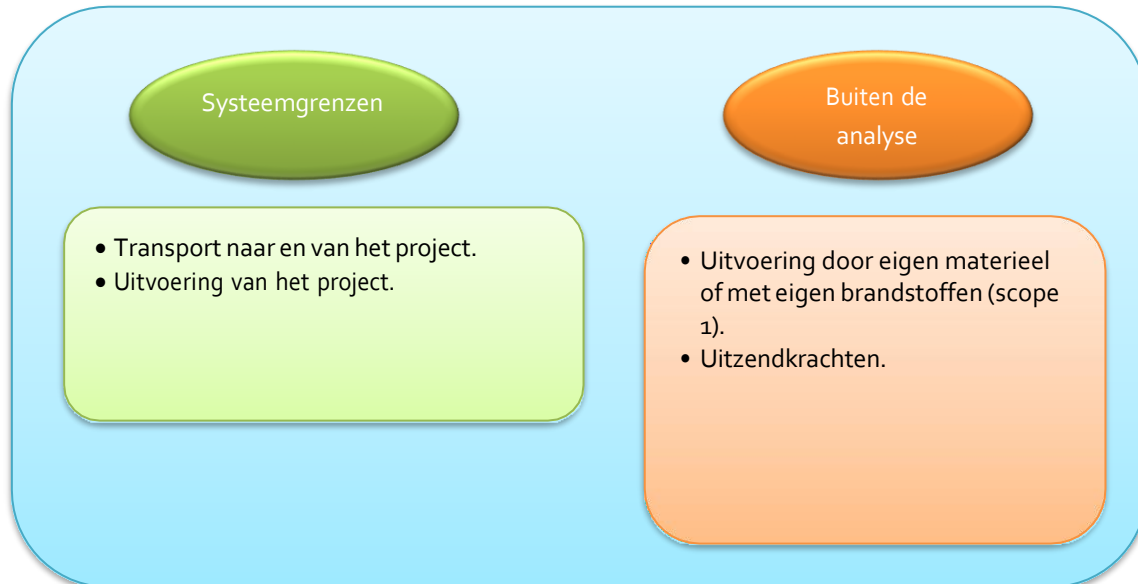 Systeemgrenzen
• Transport naar en van het project.
• Uitvoering van het project.
Buiten de
analyse
• Uitvoering door eigen materieel
of met eigen brandstoffen (scope
1).
• Uitzendkrachten.